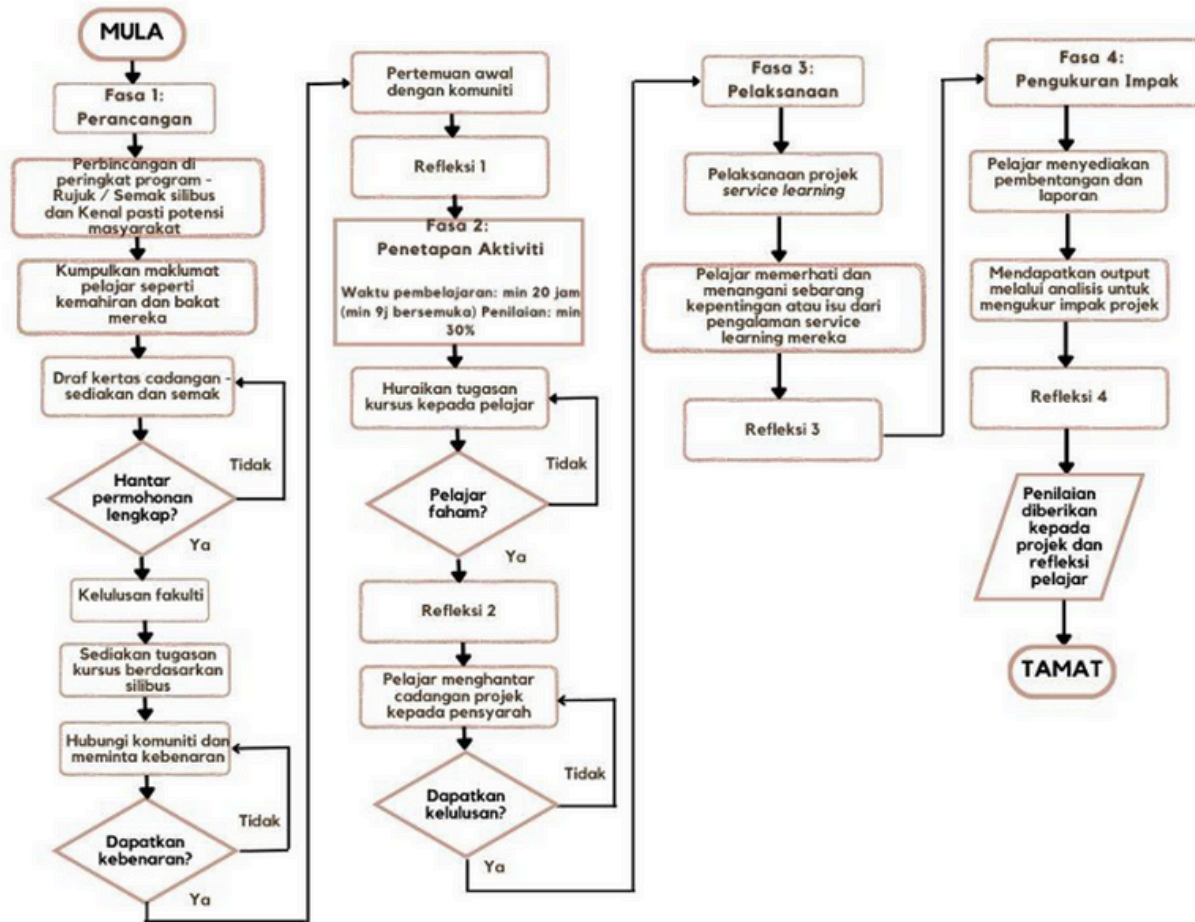 MULA
Fasa 1:
Perancangan
Perbincangan di
peringkat program -
Rujuk / Semak silibus
dan Kenal pasti potensi
masyarakat
Kumpulkan maklumat
pelajar seperti
kemahiran dan bakat
mereka
Draf kertas cadangan -
sediakan dan semak
Hantar
permohonan
lengkap?
Tidak
Ya
Kelulusan fakulti
Sediakan tugasan
kursus berdasarkan
silibus
Hubungi komuniti dan
meminta kebenaran
Dapatkan
kebenaran?
Tidak
Ya
Pertemuan awal
dengan komuniti
Refleksi 1
Fasa 2:
Penetapan Aktiviti
Waktu pembelajaran: min 20 jam
(min 9j bersemuka) Penilaian: min
30%
Huraikan tugasan
kursus kepada pelajar
Pelajar
faham?
Tidak
Ya
Refleksi 2
Pelajar menghantar
cadangan projek
kepada pensyarah
Dapatkan
kelulusan?
Tidak
Ya
Fasa 3:
Pelaksanaan
Pelaksanaan projek
service learning
Pelajar memerhati dan
menangani sebarang
kepentingan atau isu dari
pengalaman service
learning mereka
Refleksi 3
Fasa 4:
Pengukuran Impak
Pelajar menyediakan
pembentangan dan
laporan
Mendapatkan output
melalui analisis untuk
mengukur impak projek
Refleksi 4
Penilaian
diberikan
kepada
projek dan
refleksi
pelajar
TAMAT